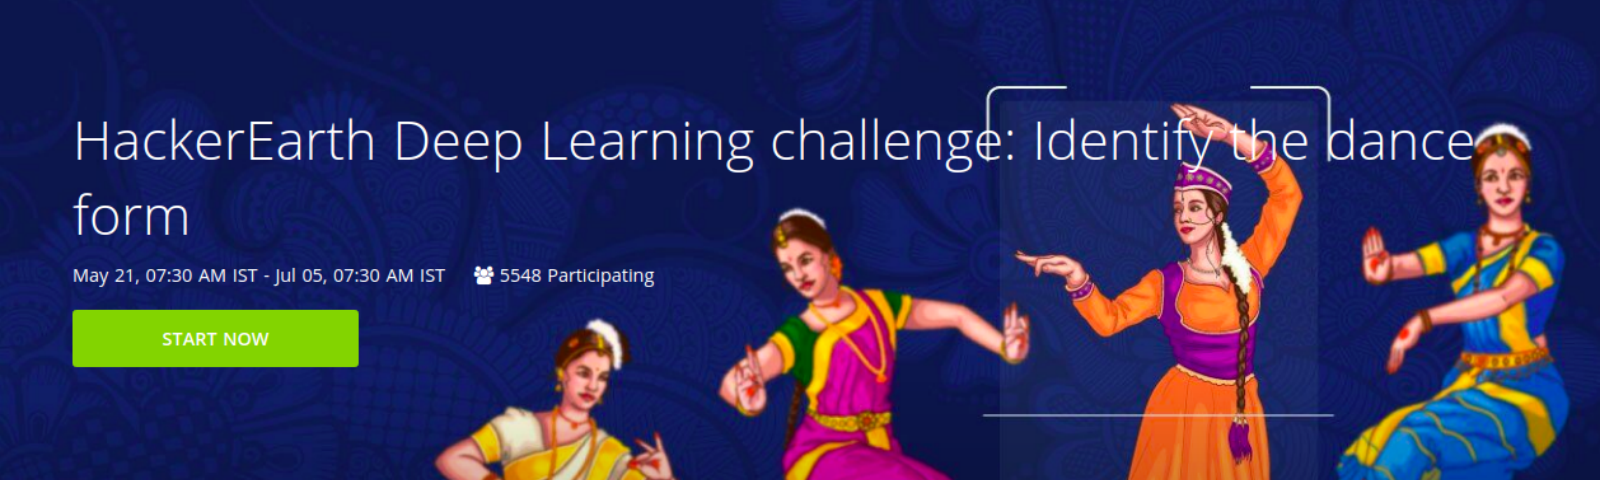 HackerEarth Deep Learning challenge: Identify the dance
form
May 21, 07:30 AM IST - Jul 05, 07:30 AM IST 5548 Participating
START NOW